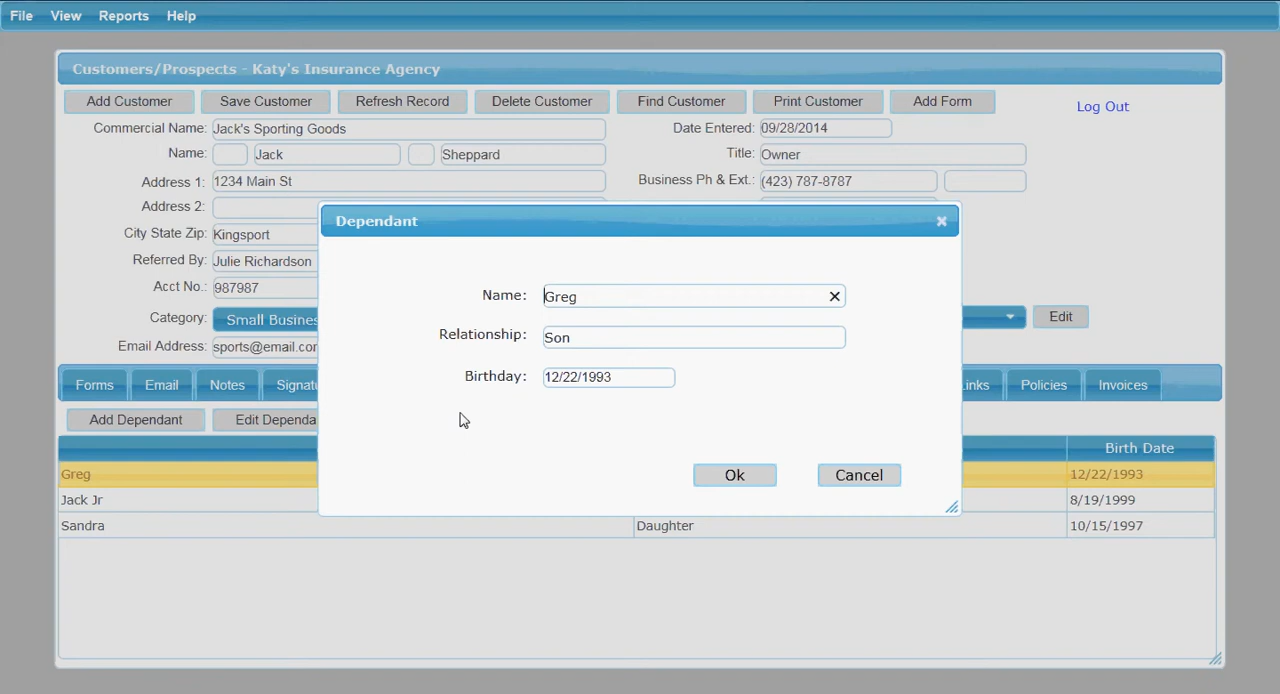 File View Reports Help
Customers/Prospects - Katy's Insurance Agency
Add Customer Save Customer Refresh Record Delete Customer Find Customer Print Customer Add Form Log Out
Commercial Name: Jack's Sporting Goods Date Entered: 09/28/2014
Name: Jack Sheppard Title: Owner
Address 1: 1234 Main St Business Ph & Ext.: (423) 787-8787
Address 2:
Dependant
City State Zip: Kingsport
Referred By: Julie Richardson
Acct No.: 987987
Name: Greg
Category: Small Busines Edit
Relationship: Son
Email Address: sports@email.com
Birthday: 12/22/1993
Forms Email Notes Signatu inks Policies Invoices
Add Dependant Edit Dependa
Birth Date
Ok Cancel
Greg 12/22/1993
Jack Jr 8/19/1999
Sandra Daughter 10/15/1997